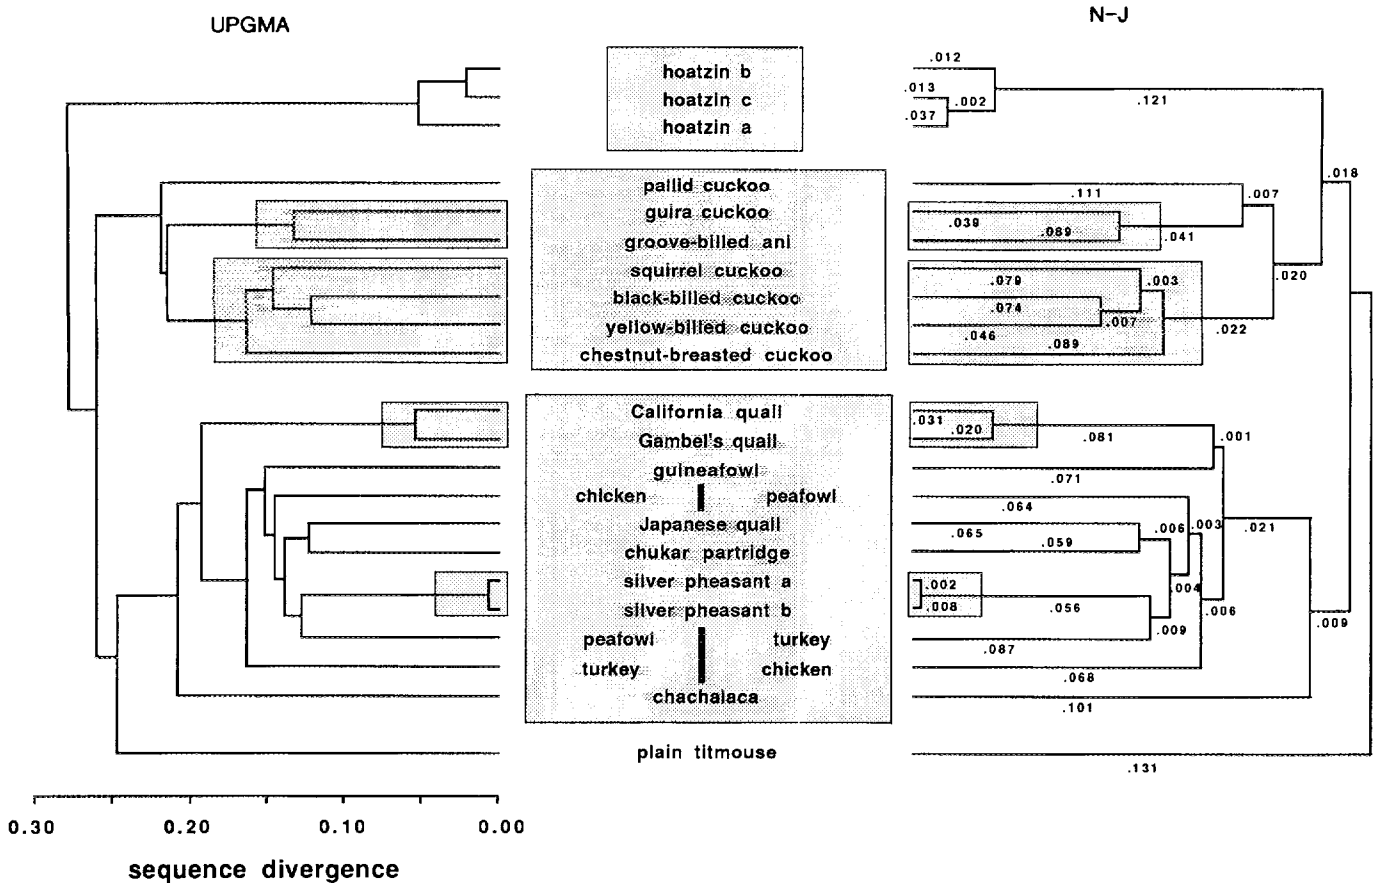 UPGMA
N-J
hoatzin b
hoatzin c
hoatzin a
.012
.013
.002
.037
.121
.018
pallid cuckoo
guira cuckoo
groove-billed ani
squirrel cuckoo
black-billed cuckoo
yellow-billed cuckoo
chestnut-breasted cuckoo
.111
.007
.039
.089
.041
.020
.079
.003
.074
.007
.046
.089
.022
California quail
Gambel's quail
guineafowl
chicken peafowl
Japanese quail
chukar partridge
silver pheasant a
silver pheasant b
peafowl turkey
turkey chicken
chachalaca
.031
.020
.081
.001
.071
.064
.065
.059
.006
.003
.021
.002
.008
.004
.056
.006
.009
.009
.087
.068
.101
plain titmouse
.131
0.30 0.20 0.10 0.00
sequence divergence